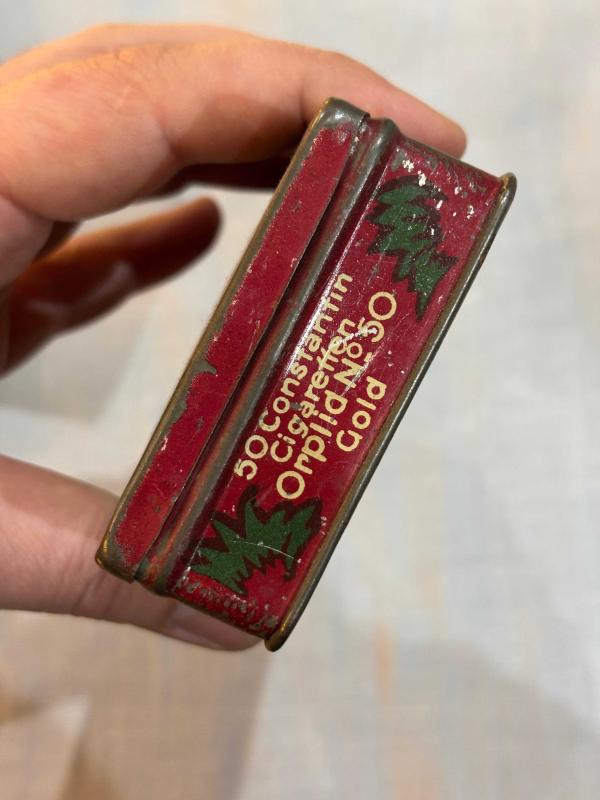 50 Constantin
Cigaretten
Orplid No. 50
Gold